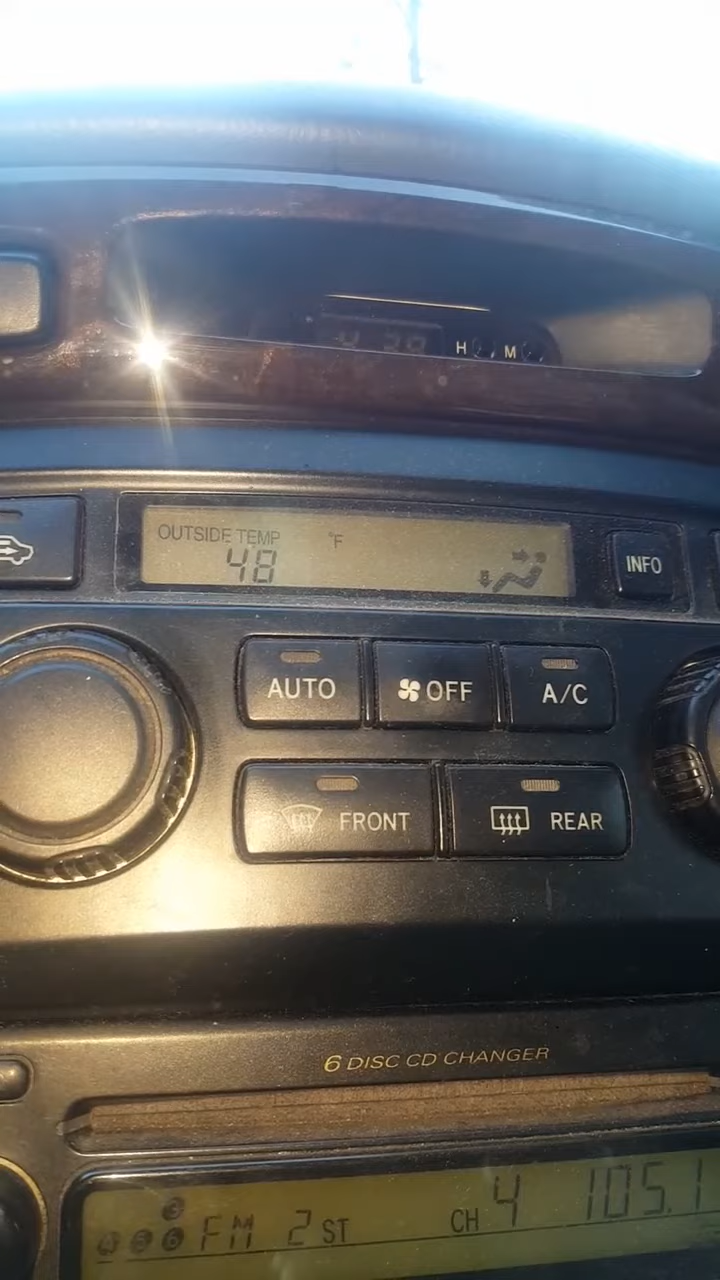 H M
OUTSIDE TEMP °F
48
INFO
AUTO OFF A/C
FRONT REAR
6 DISC CD CHANGER
FM 2 ST CH 4 105.1